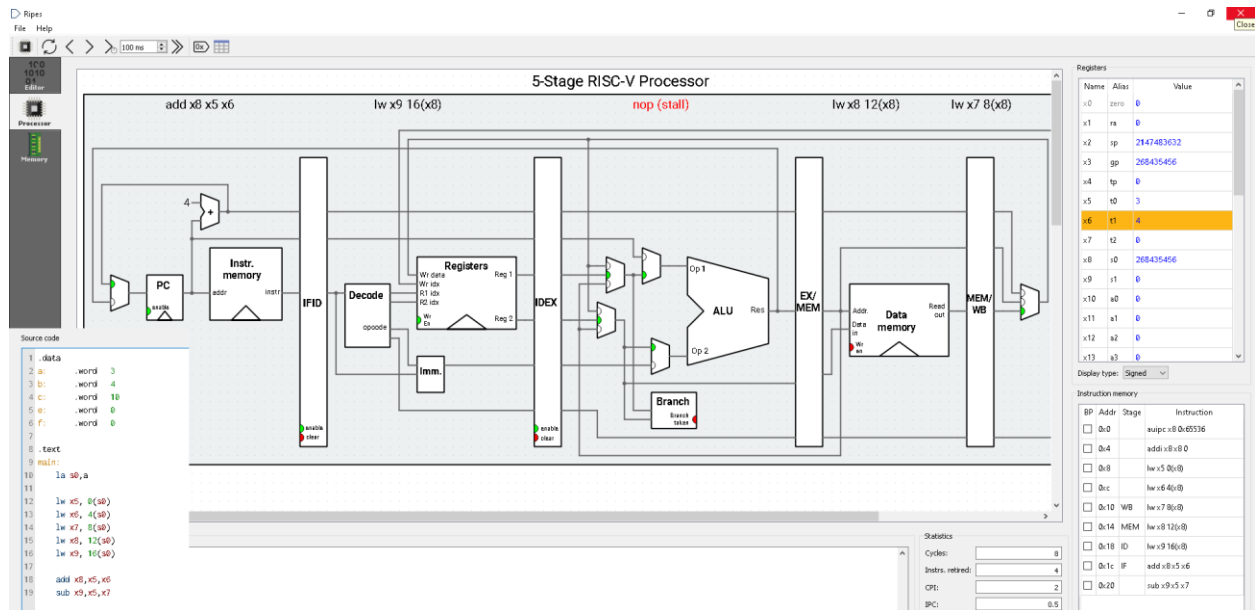 Ripes
File Help
Close
100 ms
0x
Editor
Processor
Memory
5-Stage RISC-V Processor
add x8 x5 x6 lw x9 16(x8) nop (stall) lw x8 12(x8) lw x7 8(x8)
4
+
PC
enable
Instr. memory
addr instr
IFID
enable
clear
Decode
opcode
Registers
Wr data
Wr idx
R1 idx
R2 idx
Wr En
Reg 1
Reg 2
Imm.
IDEX
enable
clear
Op 1
Op 2
ALU
Res
Branch
Branch taken
EX/MEM
Addr.
Data in
Wr en
Data memory
Read out
MEM/WB
Source code
1 .data
2 a: .word 3
3 b: .word 4
4 c: .word 10
5 e: .word 0
6 f: .word 0
7
8 .text
9 main:
10 la s0,a
11
12 lw x5, 0(s0)
13 lw x6, 4(s0)
14 lw x7, 8(s0)
15 lw x8, 12(s0)
16 lw x9, 16(s0)
17
18 add x8,x5,x6
19 sub x9,x5,x7
Registers
Name Alias Value
x0 zero 0
x1 ra 0
x2 sp 2147483632
x3 gp 268435456
x4 tp 0
x5 t0 3
x6 t1 4
x7 t2 0
x8 s0 268435456
x9 s1 0
x10 a0 0
x11 a1 0
x12 a2 0
x13 a3 0
Display type: Signed
Instruction memory
BP Addr Stage Instruction
0x0 auipc x8 0x65536
0x4 addi x8 x8 0
0x8 lw x5 0(x8)
0xc lw x6 4(x8)
0x10 WB lw x7 8(x8)
0x14 MEM lw x8 12(x8)
0x18 ID lw x9 16(x8)
0x1c IF add x8 x5 x6
0x20 sub x9 x5 x7
Statistics
Cycles: 8
Instrs. retired: 4
CPI: 2
IPC: 0.5